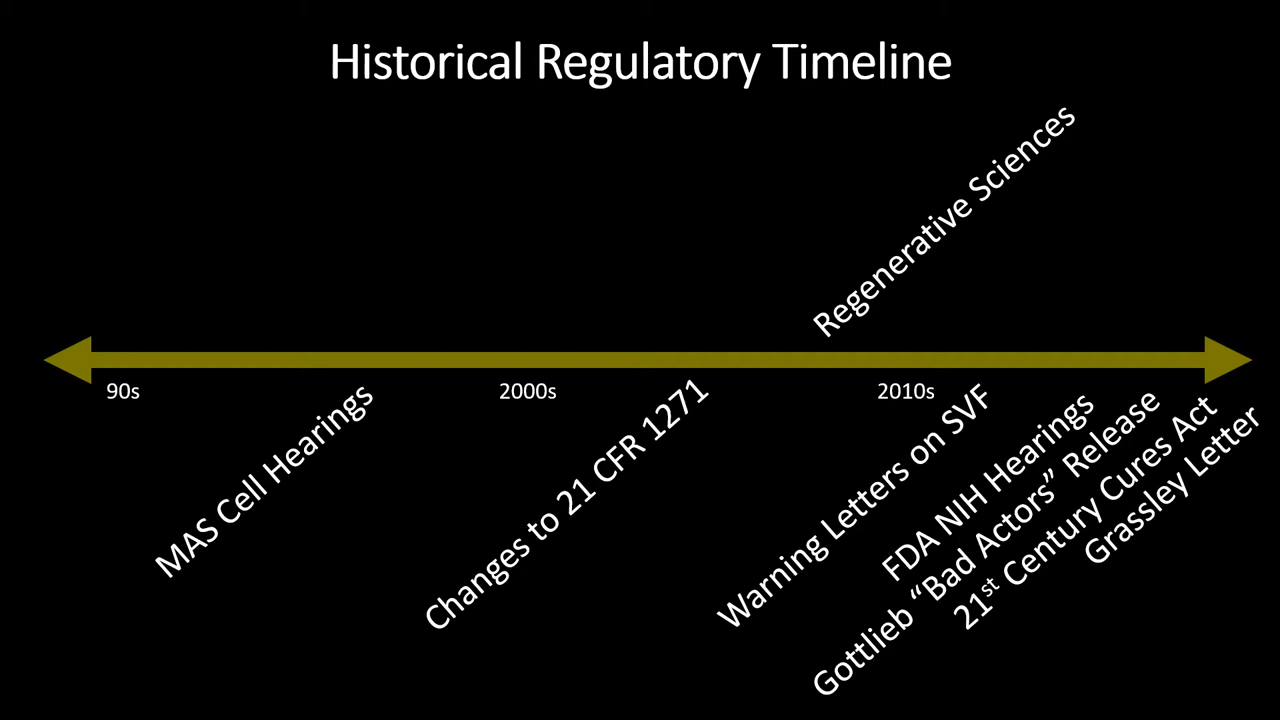 Historical Regulatory Timeline
Regenerative Sciences
90s
2000s
2010s
MAS Cell Hearings
Changes to 21 CFR 1271
Warning Letters on SVF
FDA NIH Hearings
Gottlieb “Bad Actors” Release
21st Century Cures Act
Grassley Letter